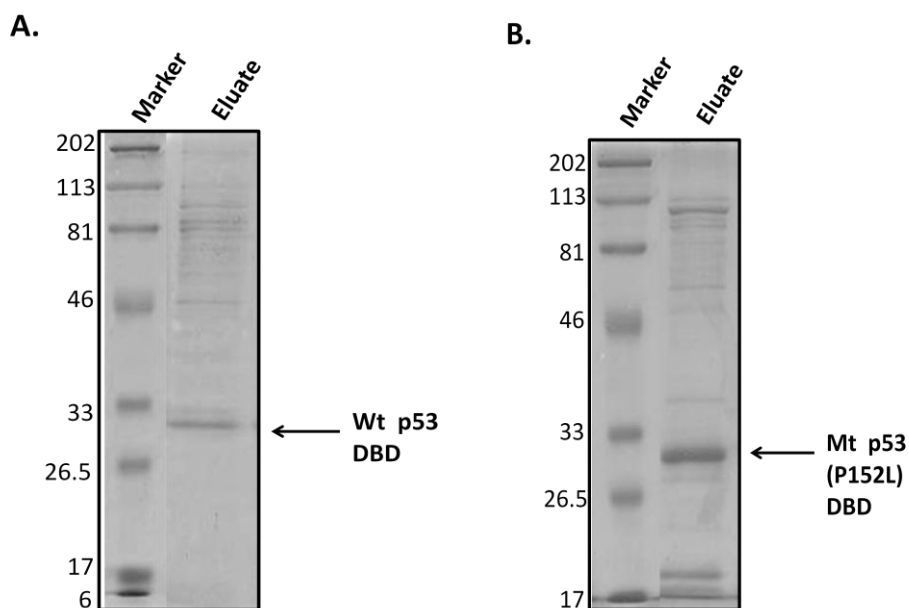 A.
Marker
Eluate
202
113
81
46
33
26.5
17
6
Wt p53
DBD
B.
Marker
Eluate
202
113
81
46
33
26.5
17
Mt p53
(P152L)
DBD